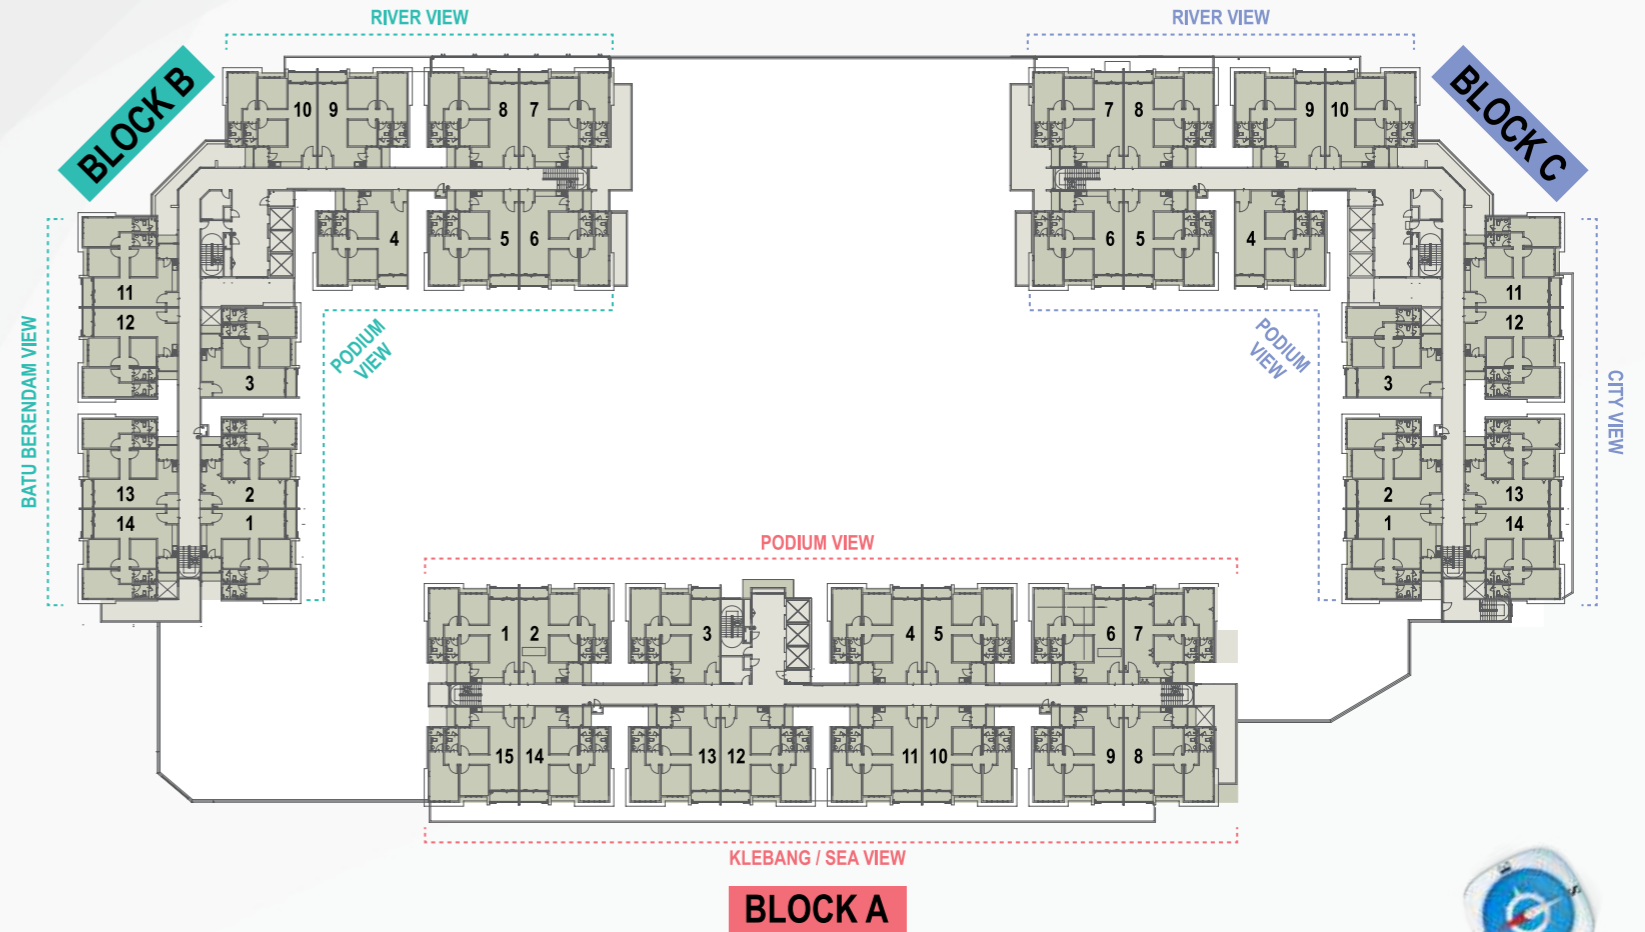 RIVER VIEW
RIVER VIEW
BLOCK B
BLOCK C
10 9 8 7
7 8 9 10
4 5 6
6 5 4
11
12
3
11
12
3
PODIUM
VIEW
PODIUM
VIEW
BATU BERENDAM VIEW
CITY VIEW
13 2
14 1
2 13
1 14
PODIUM VIEW
1 2 3 4 5 6 7
15 14 13 12 11 10 9 8
KLEBANG / SEA VIEW
BLOCK A